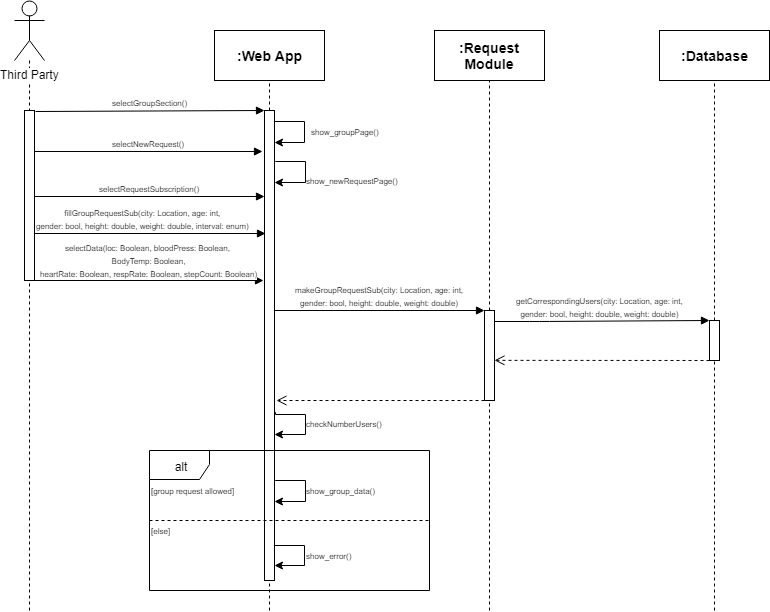 Third Party
:Web App
:Request
Module
:Database
selectGroupSection()
show_groupPage()
selectNewRequest()
show_newRequestPage()
selectRequestSubscription()
fillGroupRequestSub(city: Location, age: int,
gender: bool, height: double, weight: double, interval: enum)
selectData(loc: Boolean, bloodPress: Boolean,
BodyTemp: Boolean,
heartRate: Boolean, respRate: Boolean, stepCount: Boolean)
makeGroupRequestSub(city: Location, age: int,
gender: bool, height: double, weight: double)
getCorrespondingUsers(city: Location, age: int,
gender: bool, height: double, weight: double)
checkNumberUsers()
alt
[group request allowed]
show_group_data()
[else]
show_error()